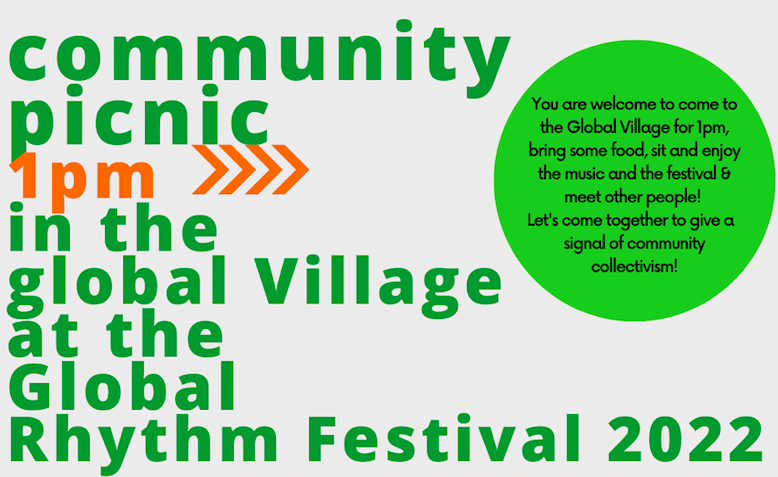 community
picnic
1pm
in the
global Village
at the
Global
Rhythm Festival 2022
You are welcome to come to
the Global Village for 1pm,
bring some food, sit and enjoy
the music and the festival &
meet other people!
Let's come together to give a
signal of community
collectivism!